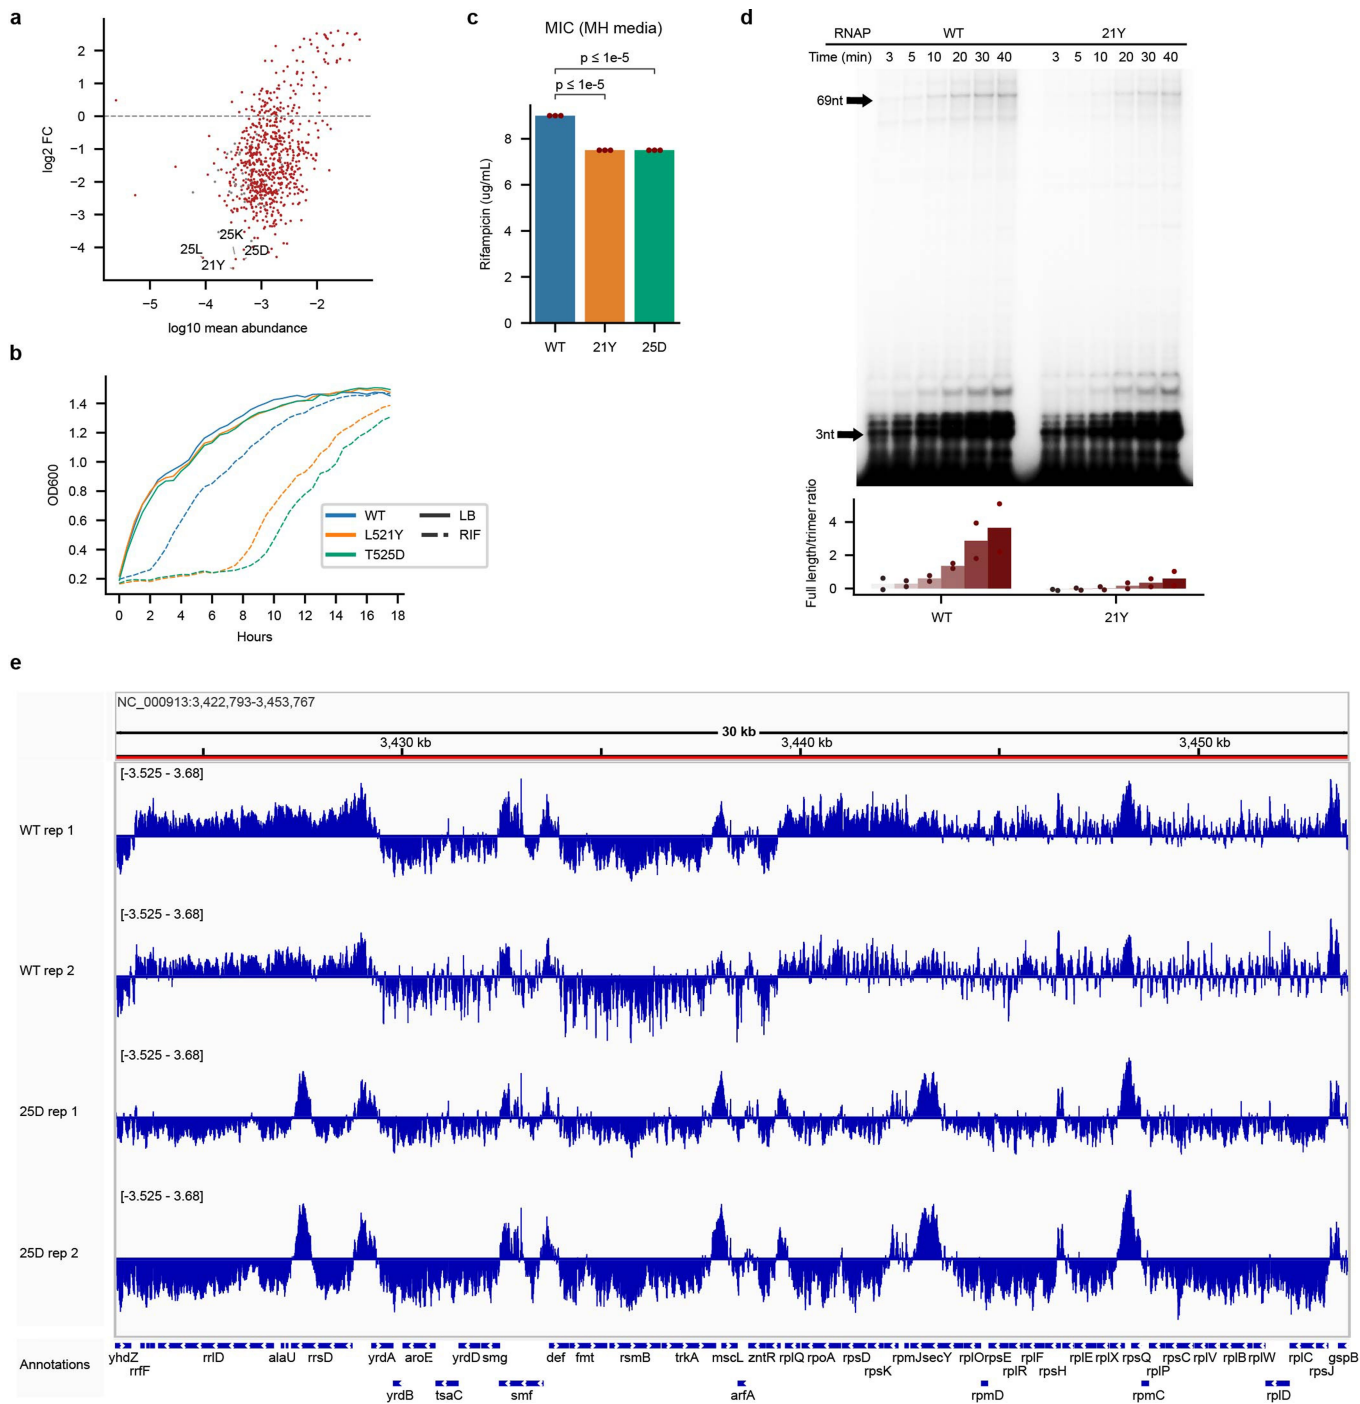 a
log2 FC
2
1
0
−1
−2
−3
−4
25K
25L
25D
21Y
−5
−4
−3
−2
log10 mean abundance
b
OD600
1.4
1.2
1.0
0.8
0.6
0.4
0.2
WT
LB
L521Y
RIF
T525D
0 2 4 6 8 10 12 14 16 18
Hours
c
MIC (MH media)
p ≤ 1e-5
p ≤ 1e-5
Rifampicin (ug/mL)
8
6
4
2
0
WT 21Y 25D
d
RNAP WT 21Y
Time (min) 3 5 10 20 30 40 3 5 10 20 30 40
69nt
3nt
Full length/trimer ratio
4
2
0
WT 21Y
e
NC_000913:3,422,793-3,453,767
30 kb
3,430 kb 3,440 kb 3,450 kb
[-3.525 - 3.68]
WT rep 1
[-3.525 - 3.68]
WT rep 2
[-3.525 - 3.68]
25D rep 1
[-3.525 - 3.68]
25D rep 2
Annotations
yhdZ rrlD alaU rrsD yrdA aroE yrdD smg def fmt rsmB trkA mscL zntR rplQ rpoA rpsD rpmJ secY rplO rpsE rplF rplE rplX rpsQ rpsC rplV rplB rplW rplC gspB
rrfF rpsK rplR rpsH rplP rpsJ
yrdB tsaC smf arfA rpmD rpmC rplD